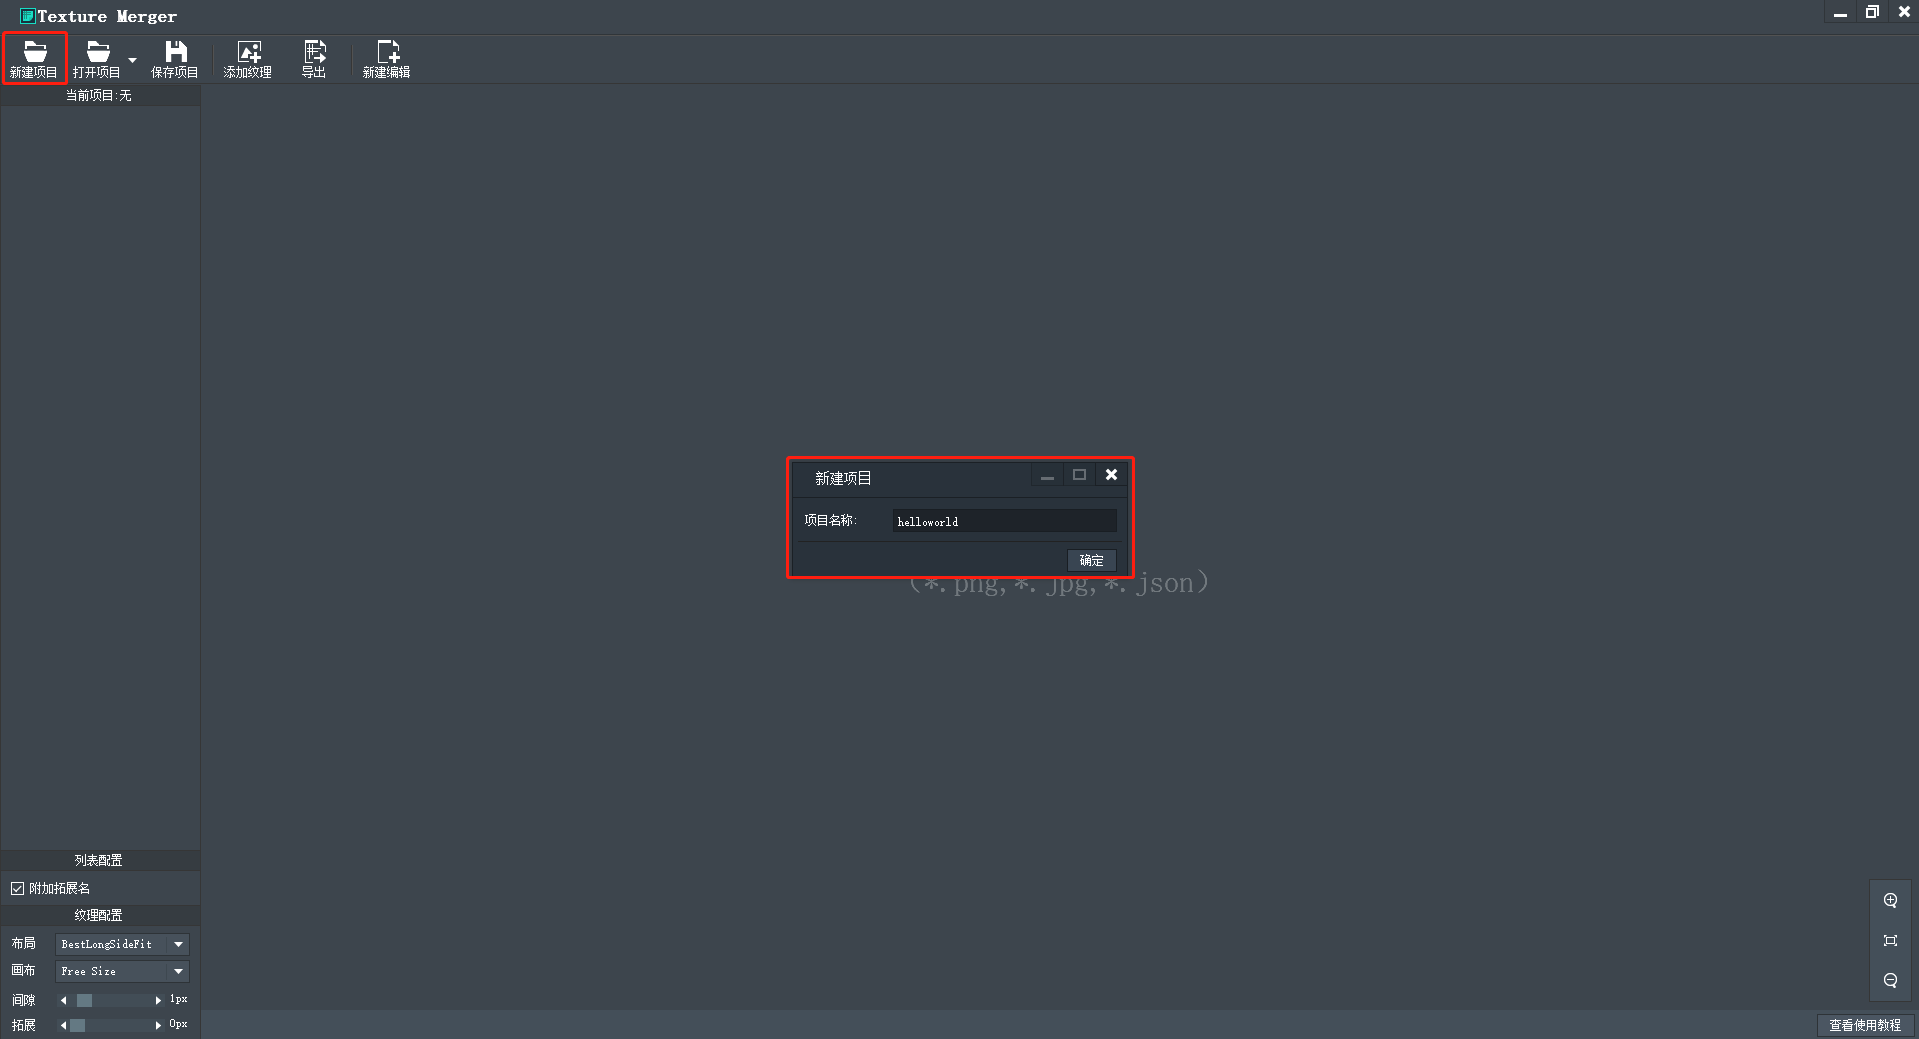 Texture Merger
新建项目 打开项目 保存项目 添加纹理 导出 新建编辑
当前项目:无
新建项目
项目名称: helloworld
确定
(*.png,*.jpg,*.json)
列表配置
附加拓展名
纹理配置
布局 BestLongSideFit
画布 Free Size
间隙 1px
拓展 0px
查看使用教程